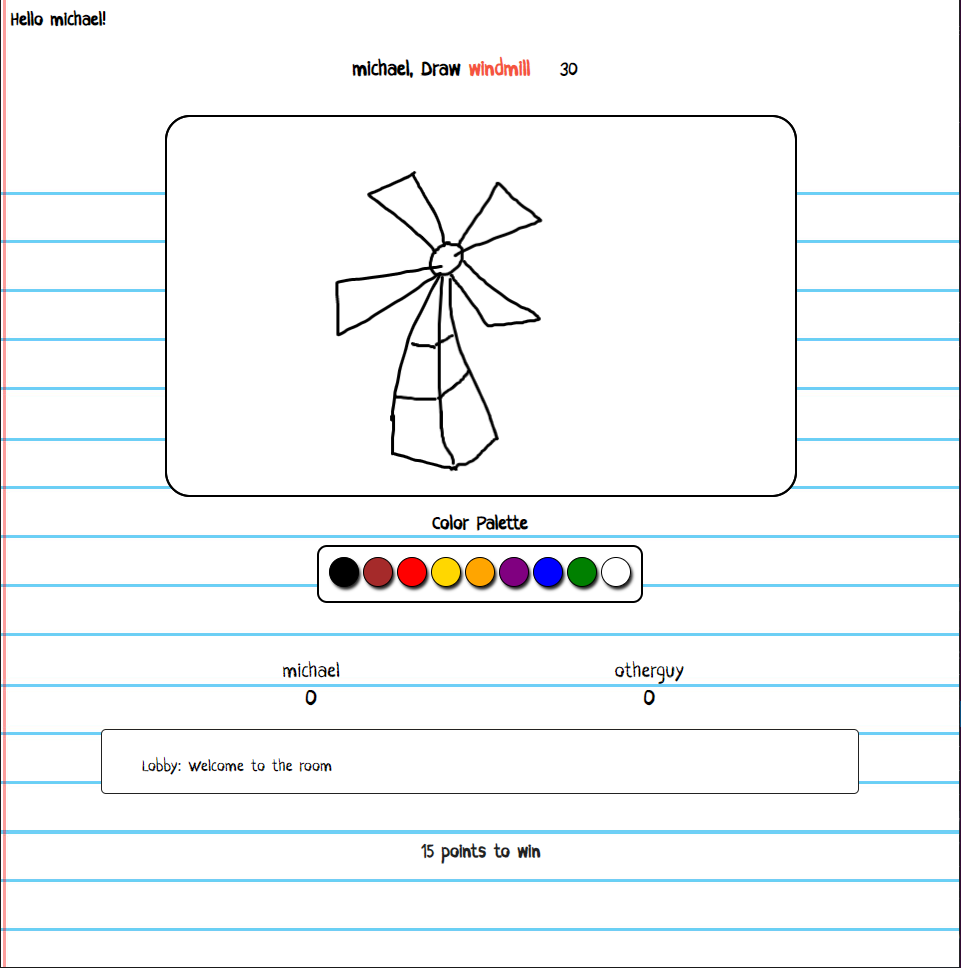 Hello michael!
michael, Draw windmill 30
Color Palette
michael otherguy
0 0
Lobby: Welcome to the room
15 points to win